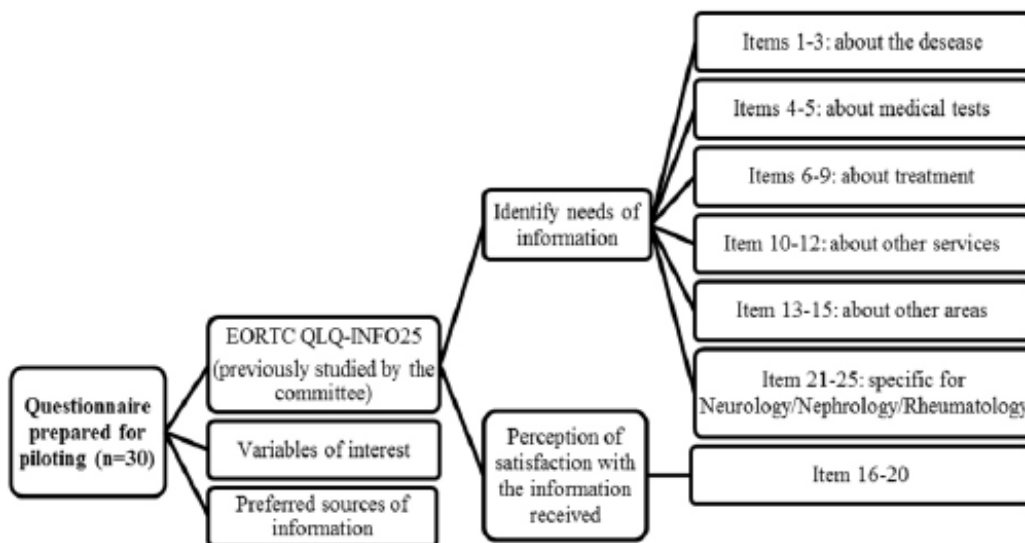 Questionnaire
prepared for
piloting (n=30)
EORTC QLQ-INFO25
(previously studied by the
committee)
Variables of interest
Preferred sources of
information
Identify needs of
information
Perception of
satisfaction with
the information
received
Items 1-3: about the desease
Items 4-5: about medical tests
Items 6-9: about treatment
Item 10-12: about other services
Item 13-15: about other areas
Item 21-25: specific for
Neurology/Nephrology/Rheumatology
Item 16-20